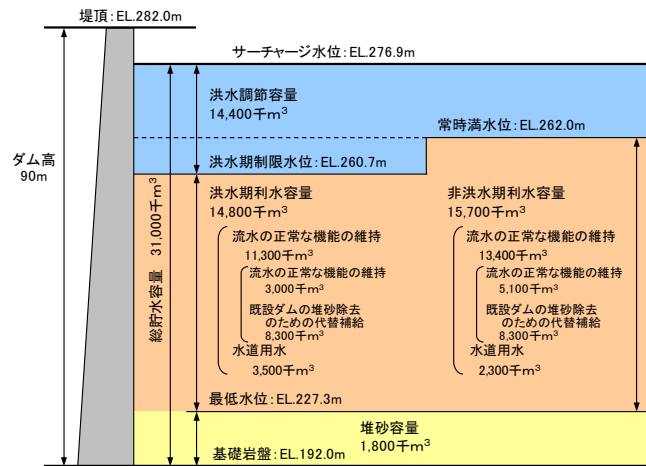 堤頂：EL.282.0m
サーチャージ水位：EL.276.9m
洪水調節容量
14,400千m³
常時満水位：EL.262.0m
洪水期制限水位：EL.260.7m
ダム高
90m
総貯水容量 31,000千m³
洪水期利水容量
14,800千m³
流水の正常な機能の維持
11,300千m³
流水の正常な機能の維持
3,000千m³
既設ダムの堆砂除去
のための代替補給
8,300千m³
水道用水
3,500千m³
非洪水期利水容量
15,700千m³
流水の正常な機能の維持
13,400千m³
流水の正常な機能の維持
5,100千m³
既設ダムの堆砂除去
のための代替補給
8,300千m³
水道用水
2,300千m³
最低水位：EL.227.3m
堆砂容量
1,800千m³
基礎岩盤：EL.192.0m